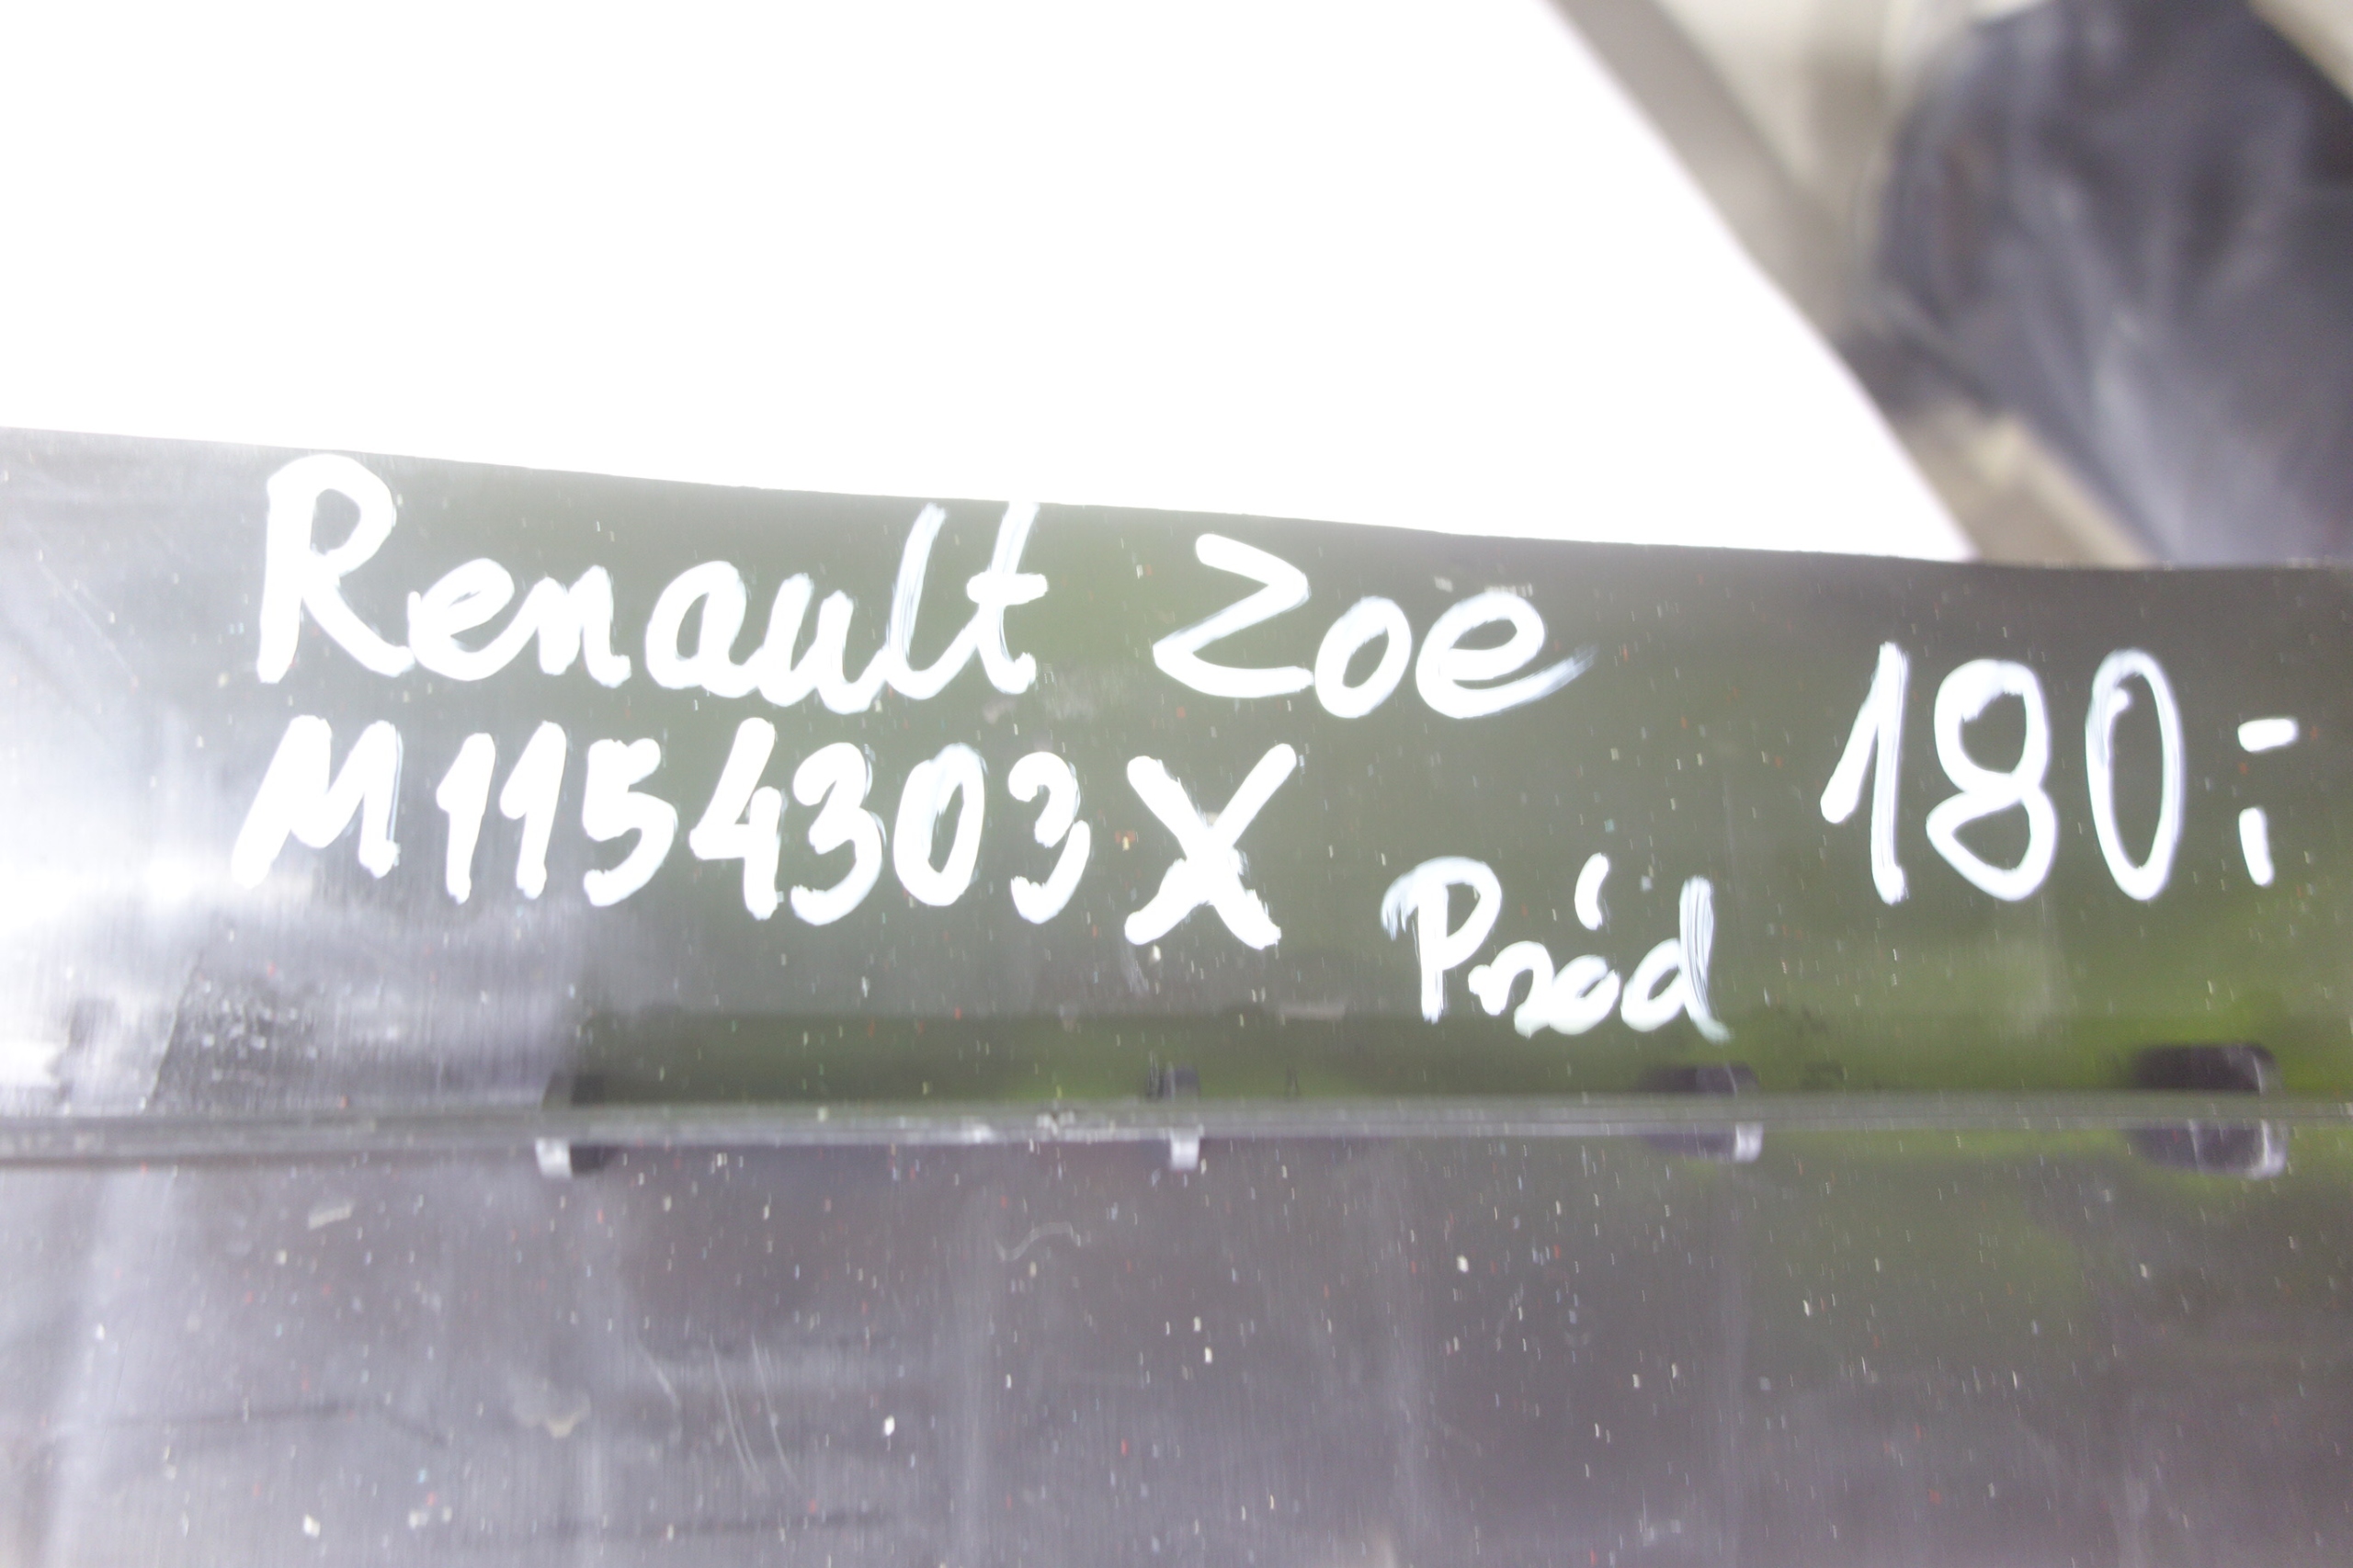 Renault Zoe
M1154303X
Przód
180,-